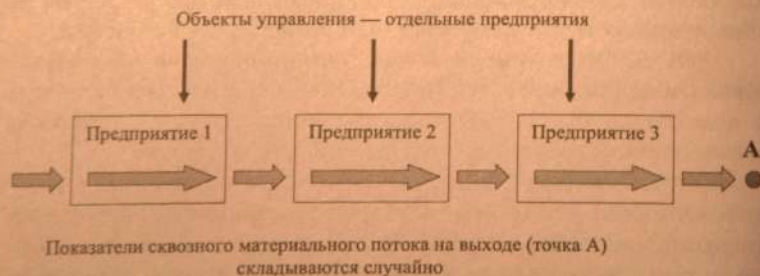 Объекты управления — отдельные предприятия
Предприятие 1
Предприятие 2
Предприятие 3
А
Показатели сквозного материального потока на выходе (точка А)
складываются случайно